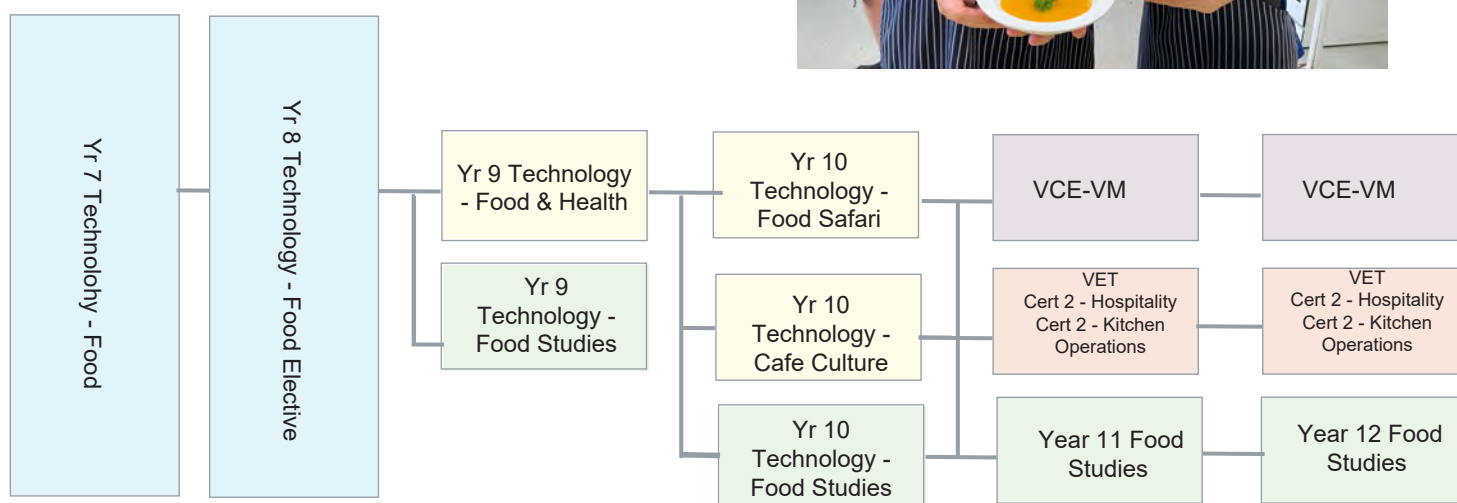 Yr 7 Technolohy - Food
Yr 8 Technology - Food Elective
Yr 9 Technology
- Food & Health
Yr 9
Technology -
Food Studies
Yr 10
Technology -
Food Safari
Yr 10
Technology -
Cafe Culture
Yr 10
Technology -
Food Studies
VCE-VM
VET
Cert 2 - Hospitality
Cert 2 - Kitchen
Operations
Year 11 Food
Studies
VCE-VM
VET
Cert 2 - Hospitality
Cert 2 - Kitchen
Operations
Year 12 Food
Studies